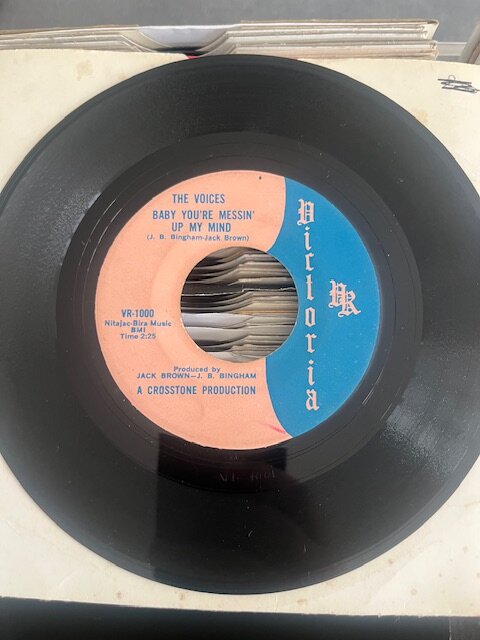 THE VOICES
BABY YOU'RE MESSIN'
UP MY MIND
(J. B. Bingham-Jack Brown)
VR-1000
Nitajac-Bira Music
BMI
Time 2:25
Produced by
JACK BROWN—J. B. BINGHAM
A CROSSTONE PRODUCTION
Victoria
VR